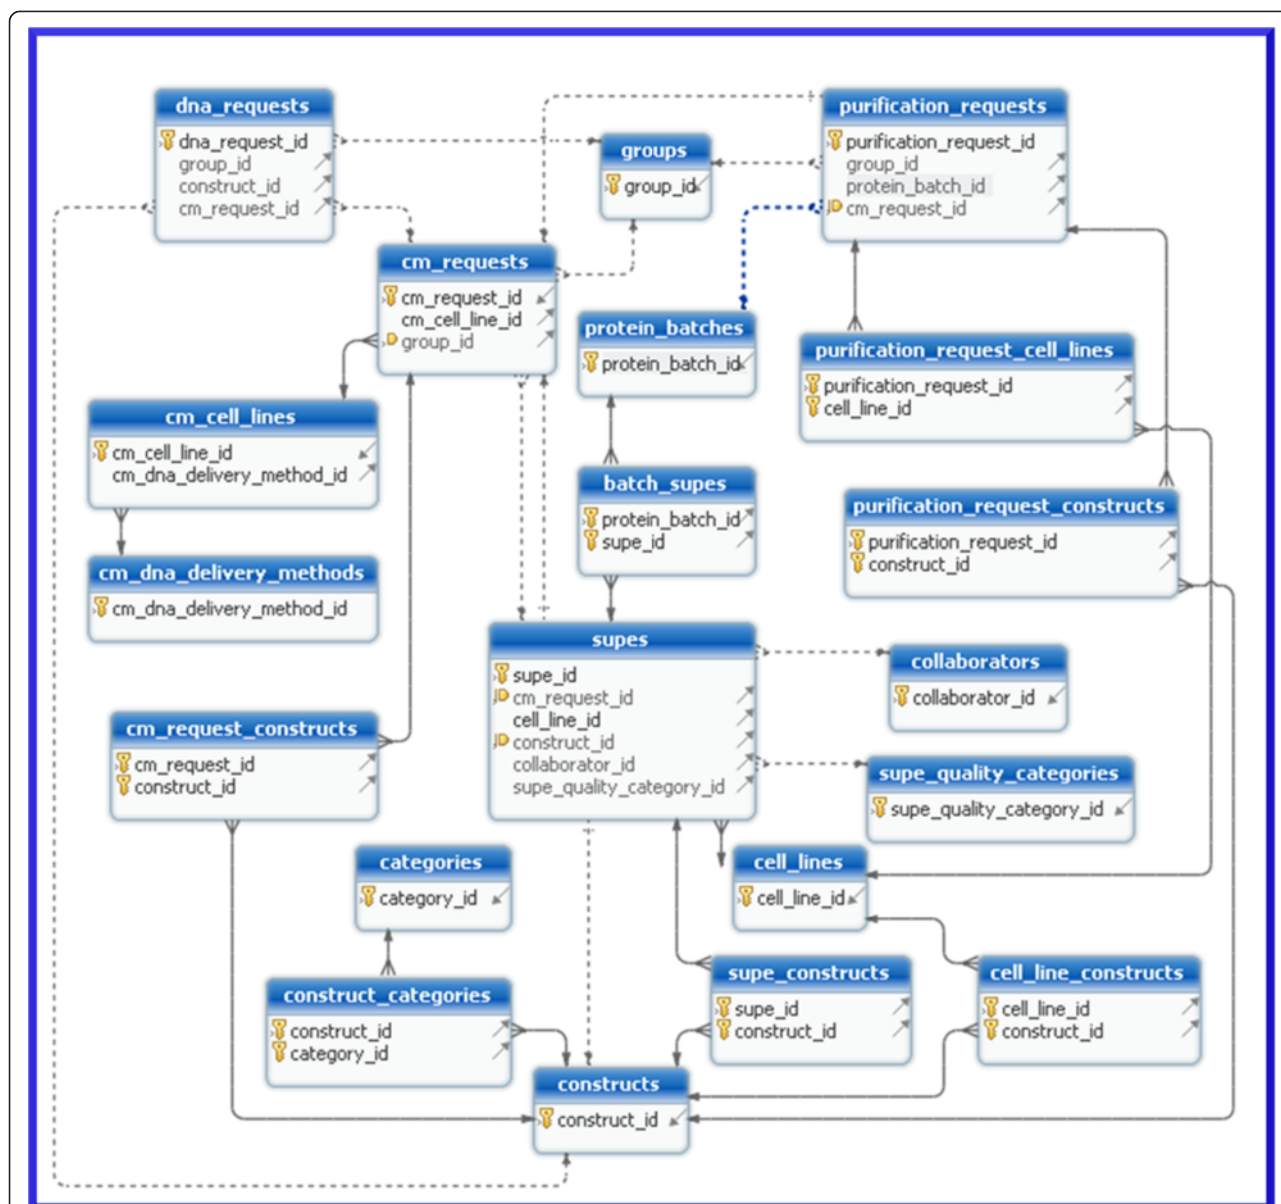 dna_requests
dna_request_id
group_id
construct_id
cm_request_id
groups
group_id
purification_requests
purification_request_id
group_id
protein_batch_id
cm_request_id
cm_requests
cm_request_id
cm_cell_line_id
group_id
protein_batches
protein_batch_id
purification_request_cell_lines
purification_request_id
cell_line_id
cm_cell_lines
cm_cell_line_id
cm_dna_delivery_method_id
batch_supes
protein_batch_id
supe_id
purification_request_constructs
purification_request_id
construct_id
cm_dna_delivery_methods
cm_dna_delivery_method_id
supes
supe_id
cm_request_id
cell_line_id
construct_id
collaborator_id
supe_quality_category_id
collaborators
collaborator_id
cm_request_constructs
cm_request_id
construct_id
supe_quality_categories
supe_quality_category_id
categories
category_id
cell_lines
cell_line_id
construct_categories
construct_id
category_id
supe_constructs
supe_id
construct_id
cell_line_constructs
cell_line_id
construct_id
constructs
construct_id